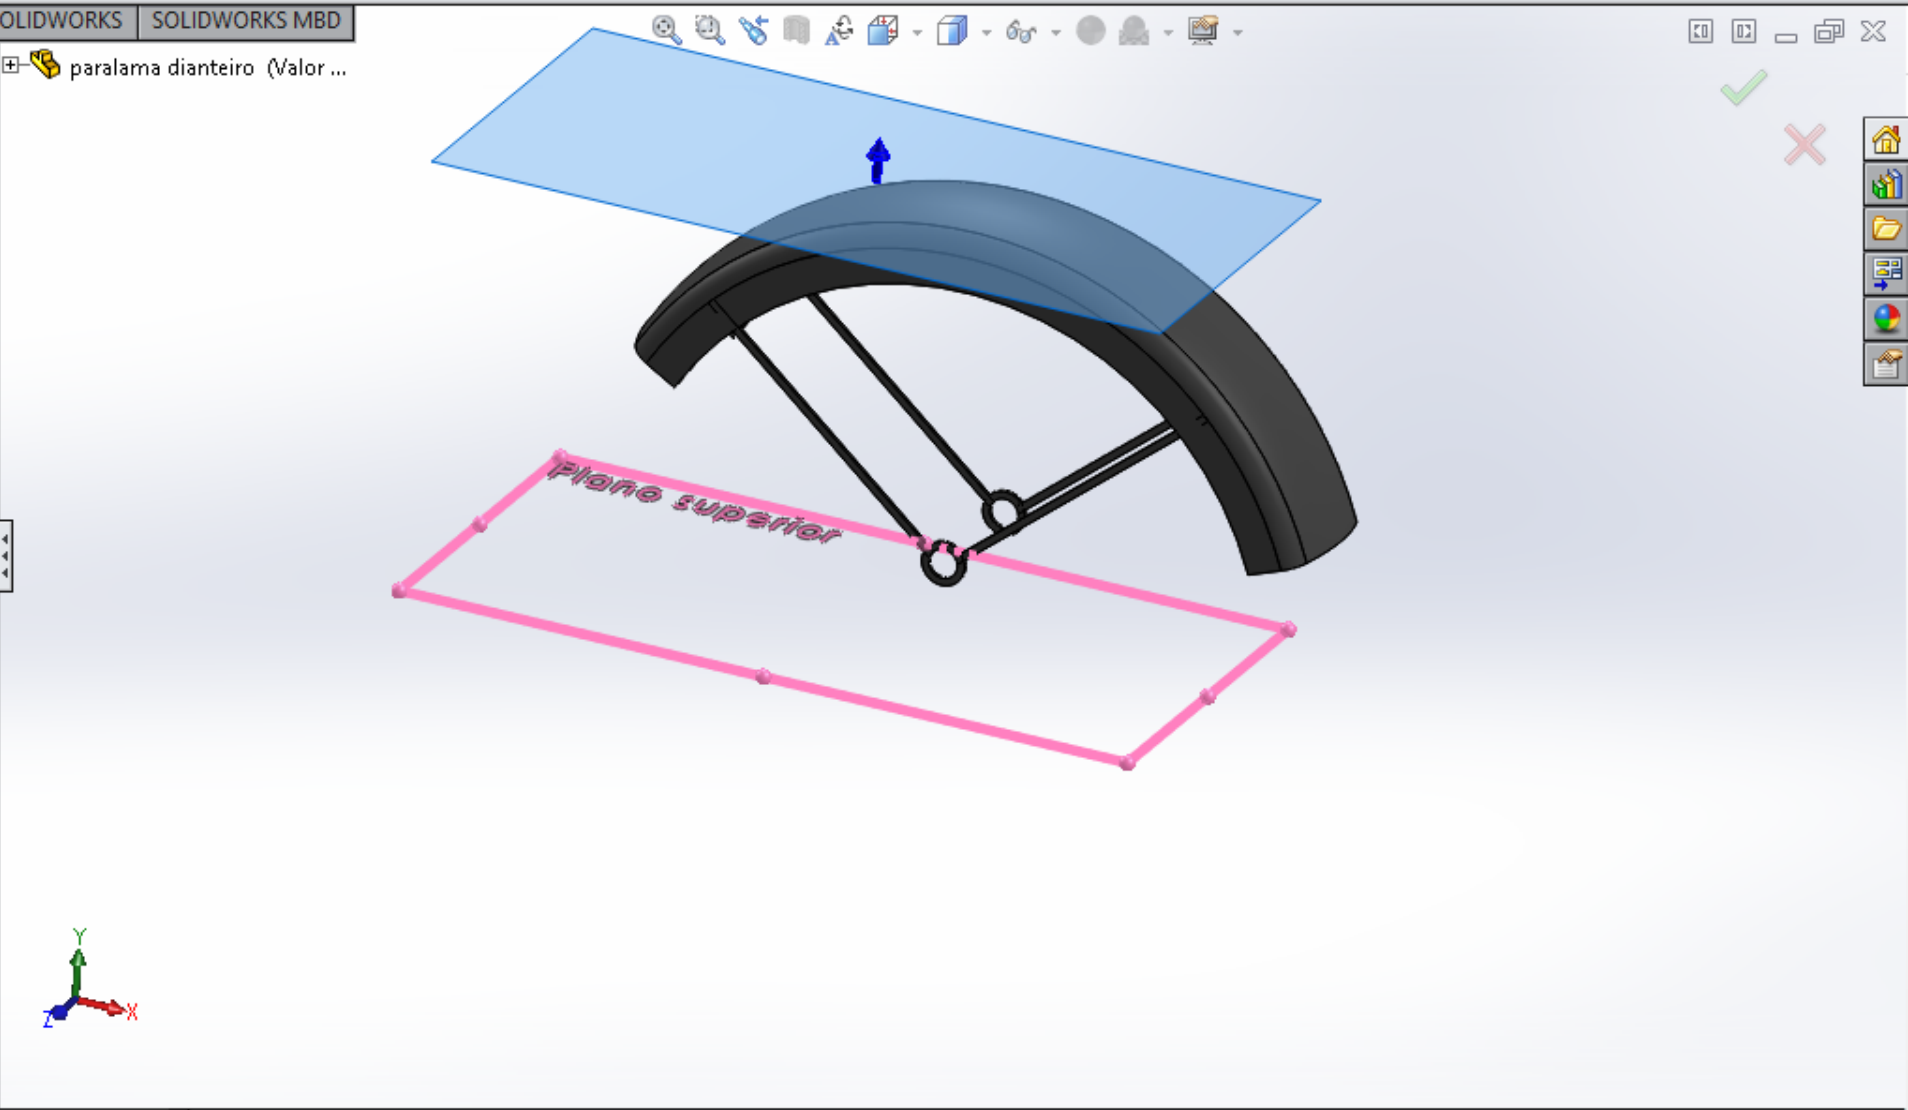 OLIDWORKS
SOLIDWORKS MBD
paralama dianteiro (Valor ...
Plano superior
Y
Z
X